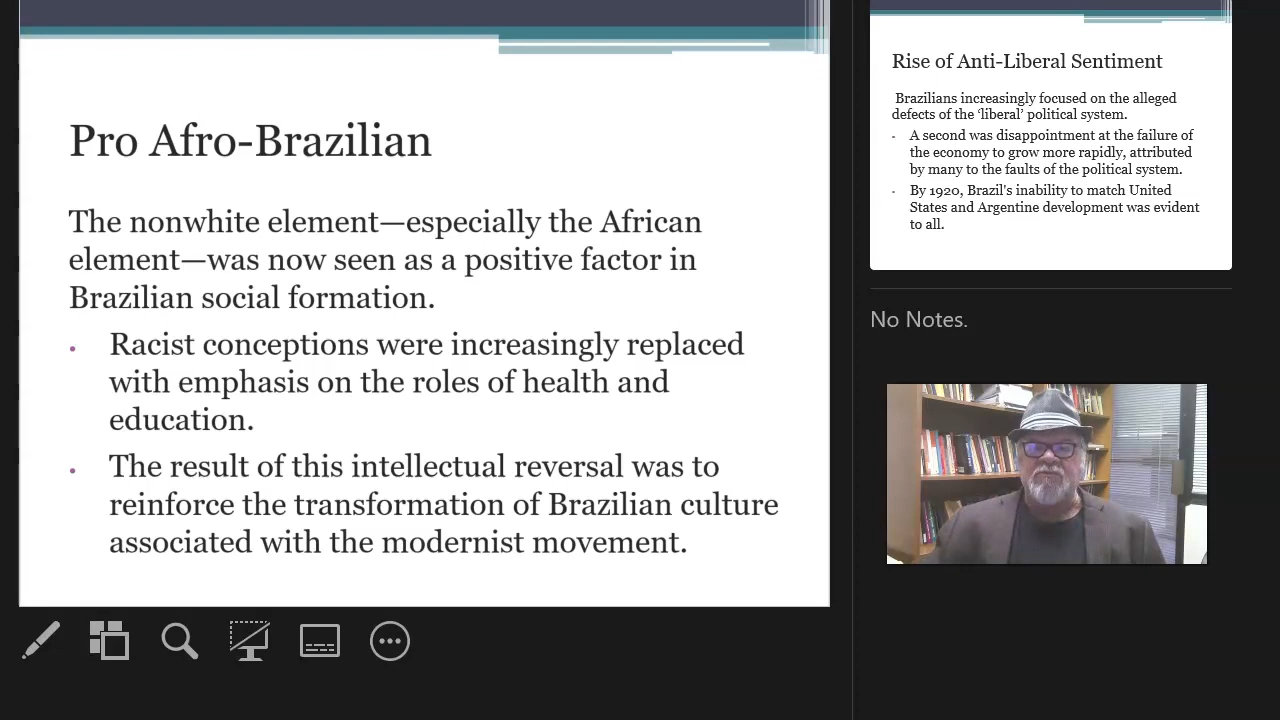 Pro Afro-Brazilian
The nonwhite element—especially the African
element—was now seen as a positive factor in
Brazilian social formation.
• Racist conceptions were increasingly replaced
with emphasis on the roles of health and
education.
• The result of this intellectual reversal was to
reinforce the transformation of Brazilian culture
associated with the modernist movement.
Rise of Anti-Liberal Sentiment
Brazilians increasingly focused on the alleged
defects of the ‘liberal’ political system.
- A second was disappointment at the failure of
the economy to grow more rapidly, attributed
by many to the faults of the political system.
- By 1920, Brazil's inability to match United
States and Argentine development was evident
to all.
No Notes.